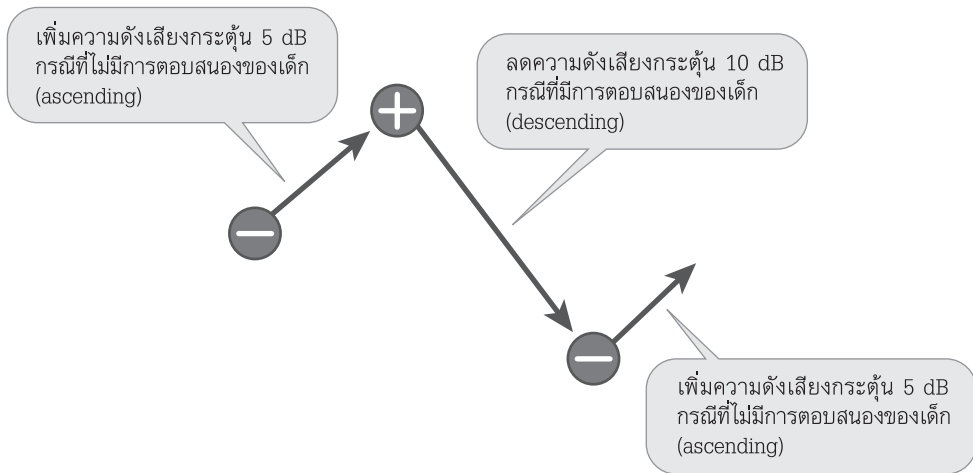 เพิ่มความดังเสียงกระตุ้น 5 dB
กรณีที่ไม่มีการตอบสนองของเด็ก
(ascending)
ลดความดังเสียงกระตุ้น 10 dB
กรณีที่มีการตอบสนองของเด็ก
(descending)
เพิ่มความดังเสียงกระตุ้น 5 dB
กรณีที่ไม่มีการตอบสนองของเด็ก
(ascending)